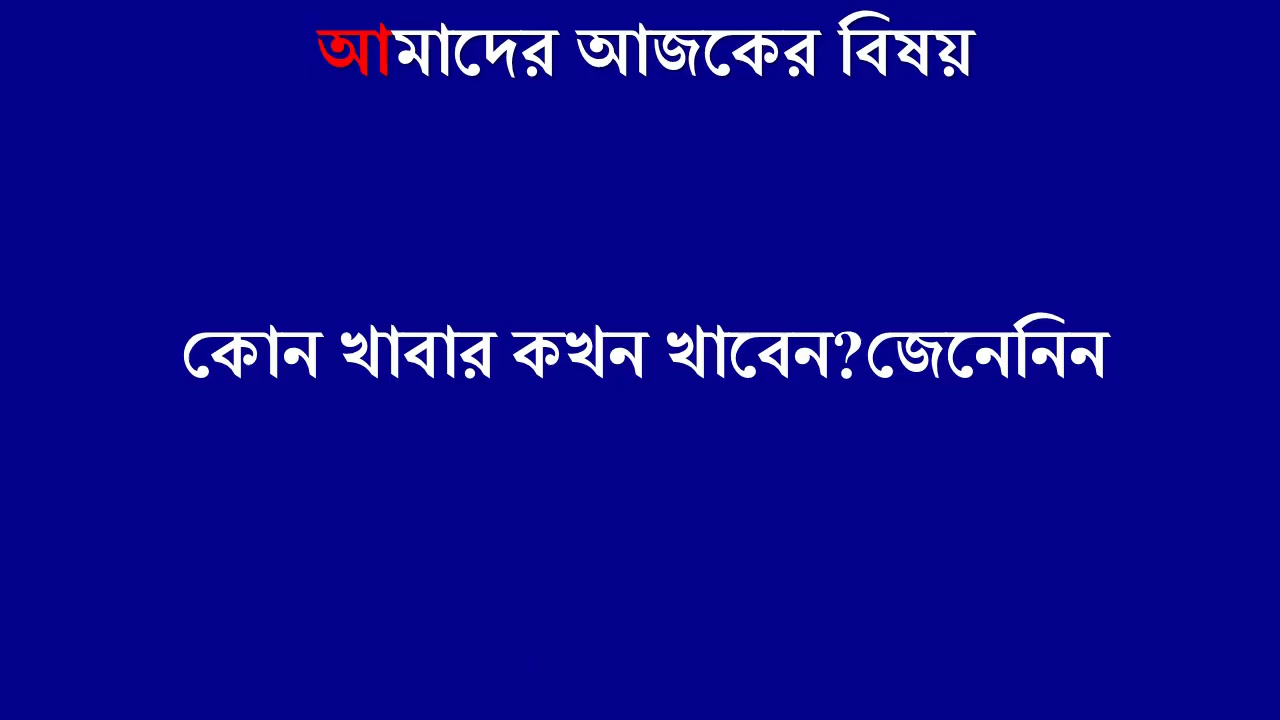 আমাদের আজকের বিষয়
কোন খাবার কখন খাবেন?জেনেনিন